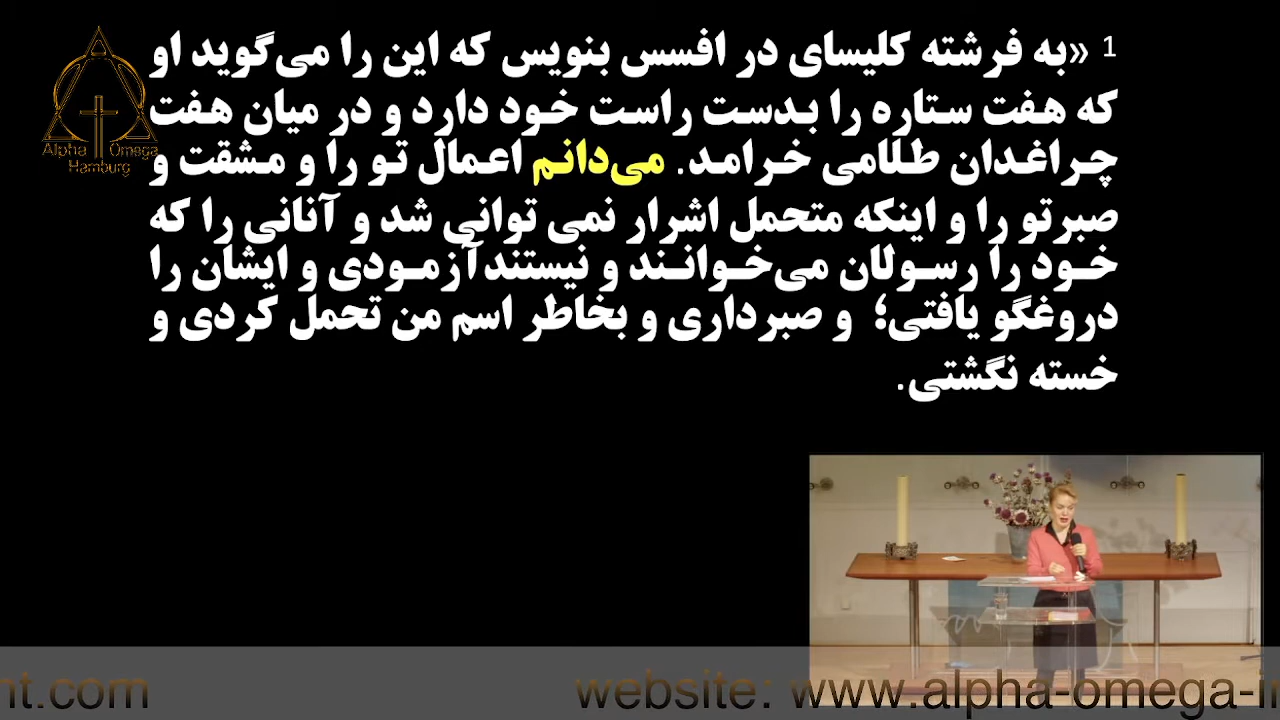 1 «به فرشته کلیسای در افسس بنویس که این را می‌گوید او
که هفت ستاره را بدست راست خود دارد و در میان هفت
چراغدان طلامی خرامد. می‌دانم اعمال تو را و مشقت و
صبرتو را و اینکه متحمل اشرار نمی توانی شد و آنانی را که
خود را رسولان می‌خوانند و نیستندآزمودی و ایشان را
دروغگو یافتی؛ و صبرداری و بخاطر اسم من تحمل کردی و
خسته نگشتی.
Alpha Omega
Hamburg
nt.com website: www.alpha-omega-in